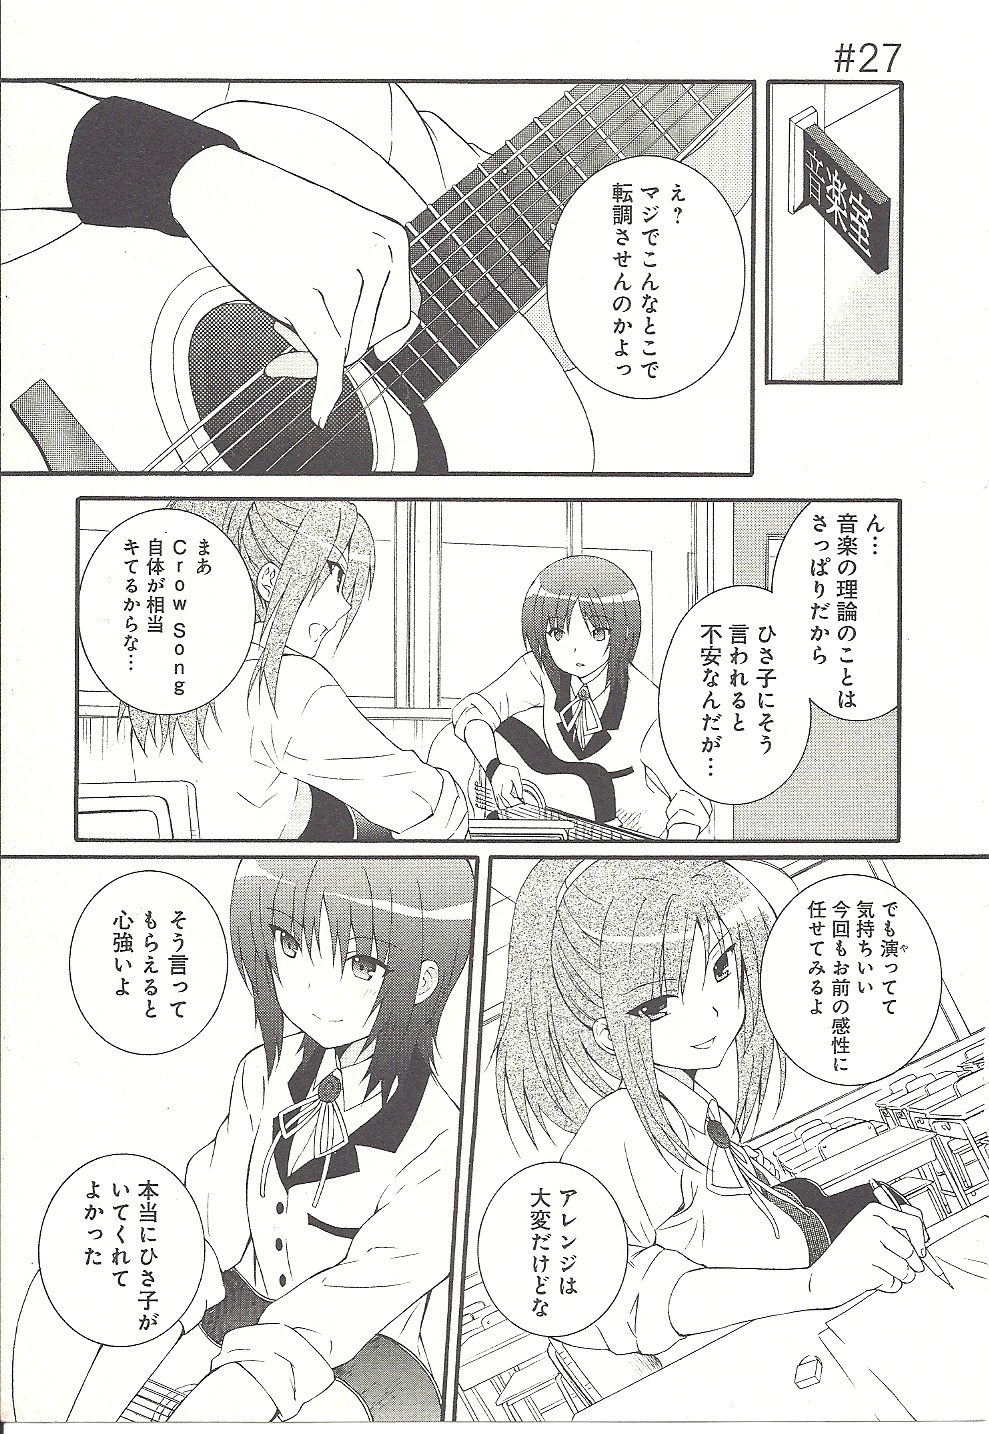 #27
音楽室
え?
マジでこんなとこで
転調させんのかよっ
ん…
音楽の理論のことは
さっぱりだから
ひさ子にそう
言われると
不安なんだが…
まあ
Crow Song
自体が相当
キてるからな…
でも演ってて
や
気持ちいい
今回もお前の感性に
任せてみるよ
アレンジは
大変だけどな
そう言って
もらえると
心強いよ
本当にひさ子が
いてくれて
よかった